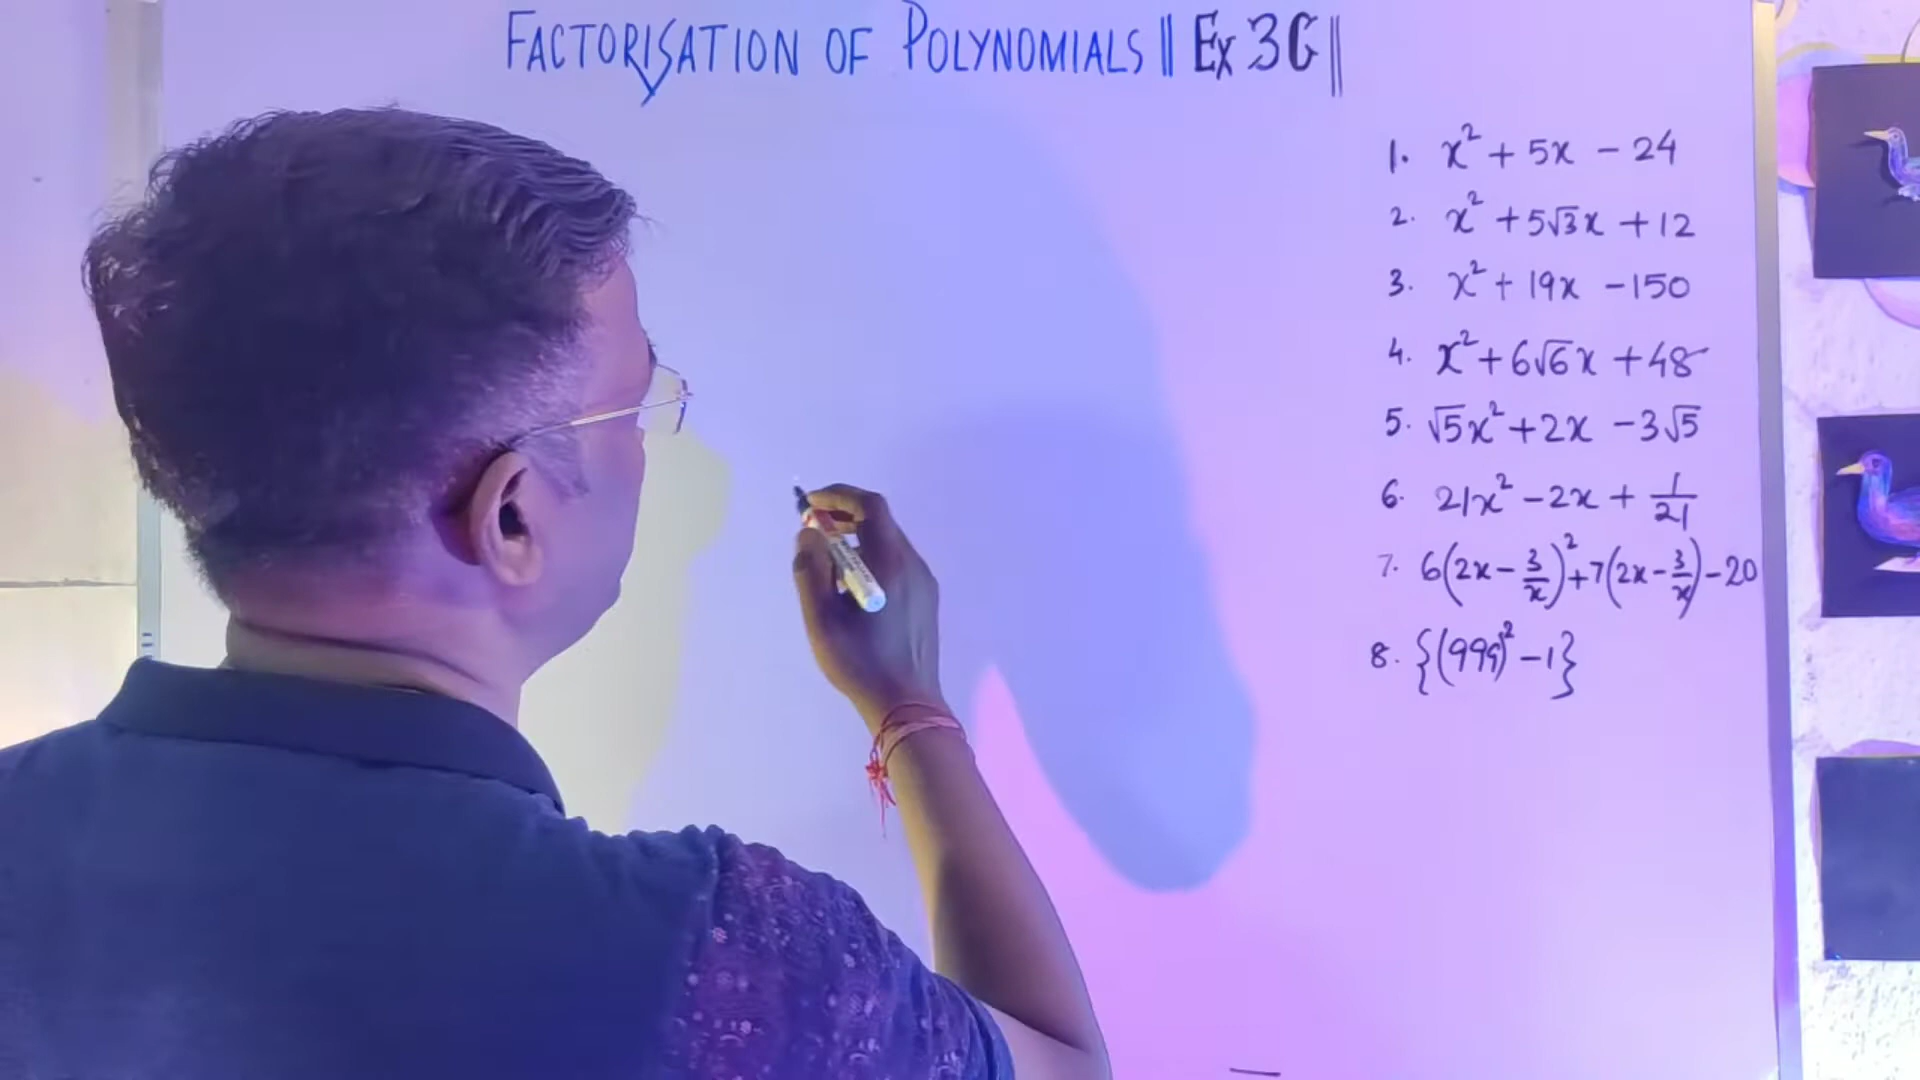 FACTORISATION OF POLYNOMIALS || Ex 3C ||
1. x² + 5x - 24
2. x² + 5√3x + 12
3. x² + 19x - 150
4. x² + 6√6x + 48
5. √5x² + 2x - 3√5
6. 21x² - 2x + 1/21
7. 6(2x - 3/x)² + 7(2x - 3/x) - 20
8. {(999)² - 1}